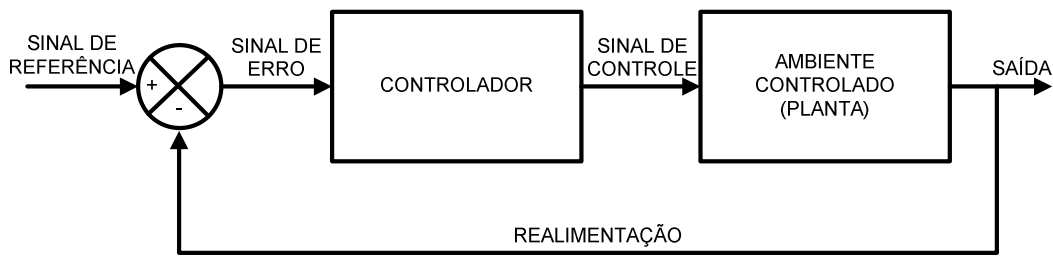 SINAL DE
REFERÊNCIA
+
-
SINAL DE
ERRO
CONTROLADOR
SINAL DE
CONTROLE
AMBIENTE
CONTROLADO
(PLANTA)
SAÍDA
REALIMENTAÇÃO